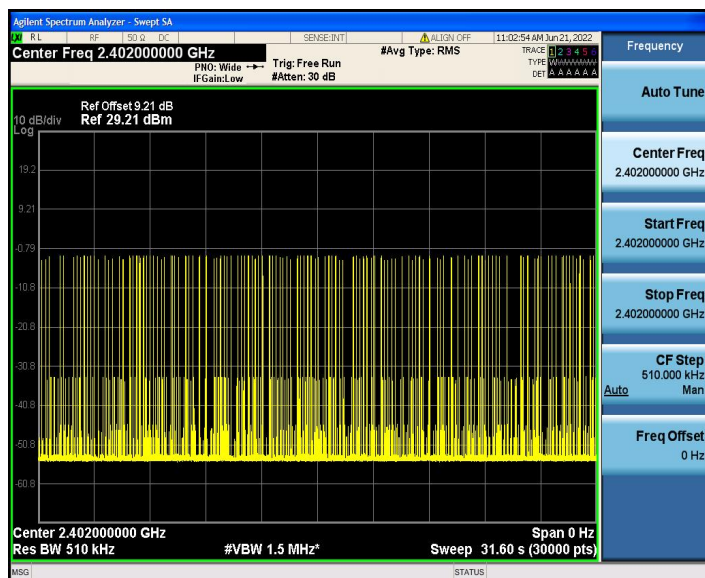 Agilent Spectrum Analyzer - Swept SA
LXI RL RF 50 Ω DC SENSE:INT ALIGN OFF 11:02:54 AM Jun 21, 2022
Center Freq 2.402000000 GHz
#Avg Type: RMS
TRACE 1 2 3 4 5 6
TYPE
DET A A A A A A
PNO: Wide
IFGain:Low
Trig: Free Run
#Atten: 30 dB
Ref Offset 9.21 dB
10 dB/div Ref 29.21 dBm
Log
19.2
9.21
-0.79
-10.8
-20.8
-30.8
-40.8
-50.8
-60.8
Center 2.402000000 GHz Span 0 Hz
Res BW 510 kHz #VBW 1.5 MHz* Sweep 31.60 s (30000 pts)
MSG STATUS
Frequency
Auto Tune
Center Freq
2.402000000 GHz
Start Freq
2.402000000 GHz
Stop Freq
2.402000000 GHz
CF Step
510.000 kHz
Auto Man
Freq Offset
0 Hz